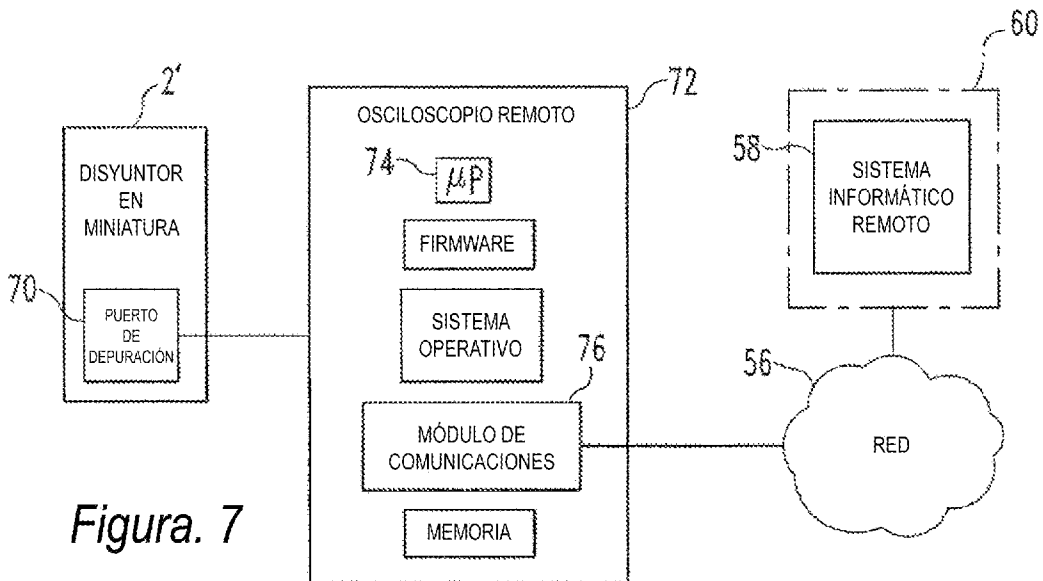 2'
DISYUNTOR
EN
MINIATURA
70
PUERTO
DE
DEPURACIÓN
72
OSCILOSCOPIO REMOTO
74
μP
FIRMWARE
SISTEMA
OPERATIVO
76
MÓDULO DE
COMUNICACIONES
MEMORIA
60
58
SISTEMA
INFORMÁTICO
REMOTO
56
RED
Figura. 7